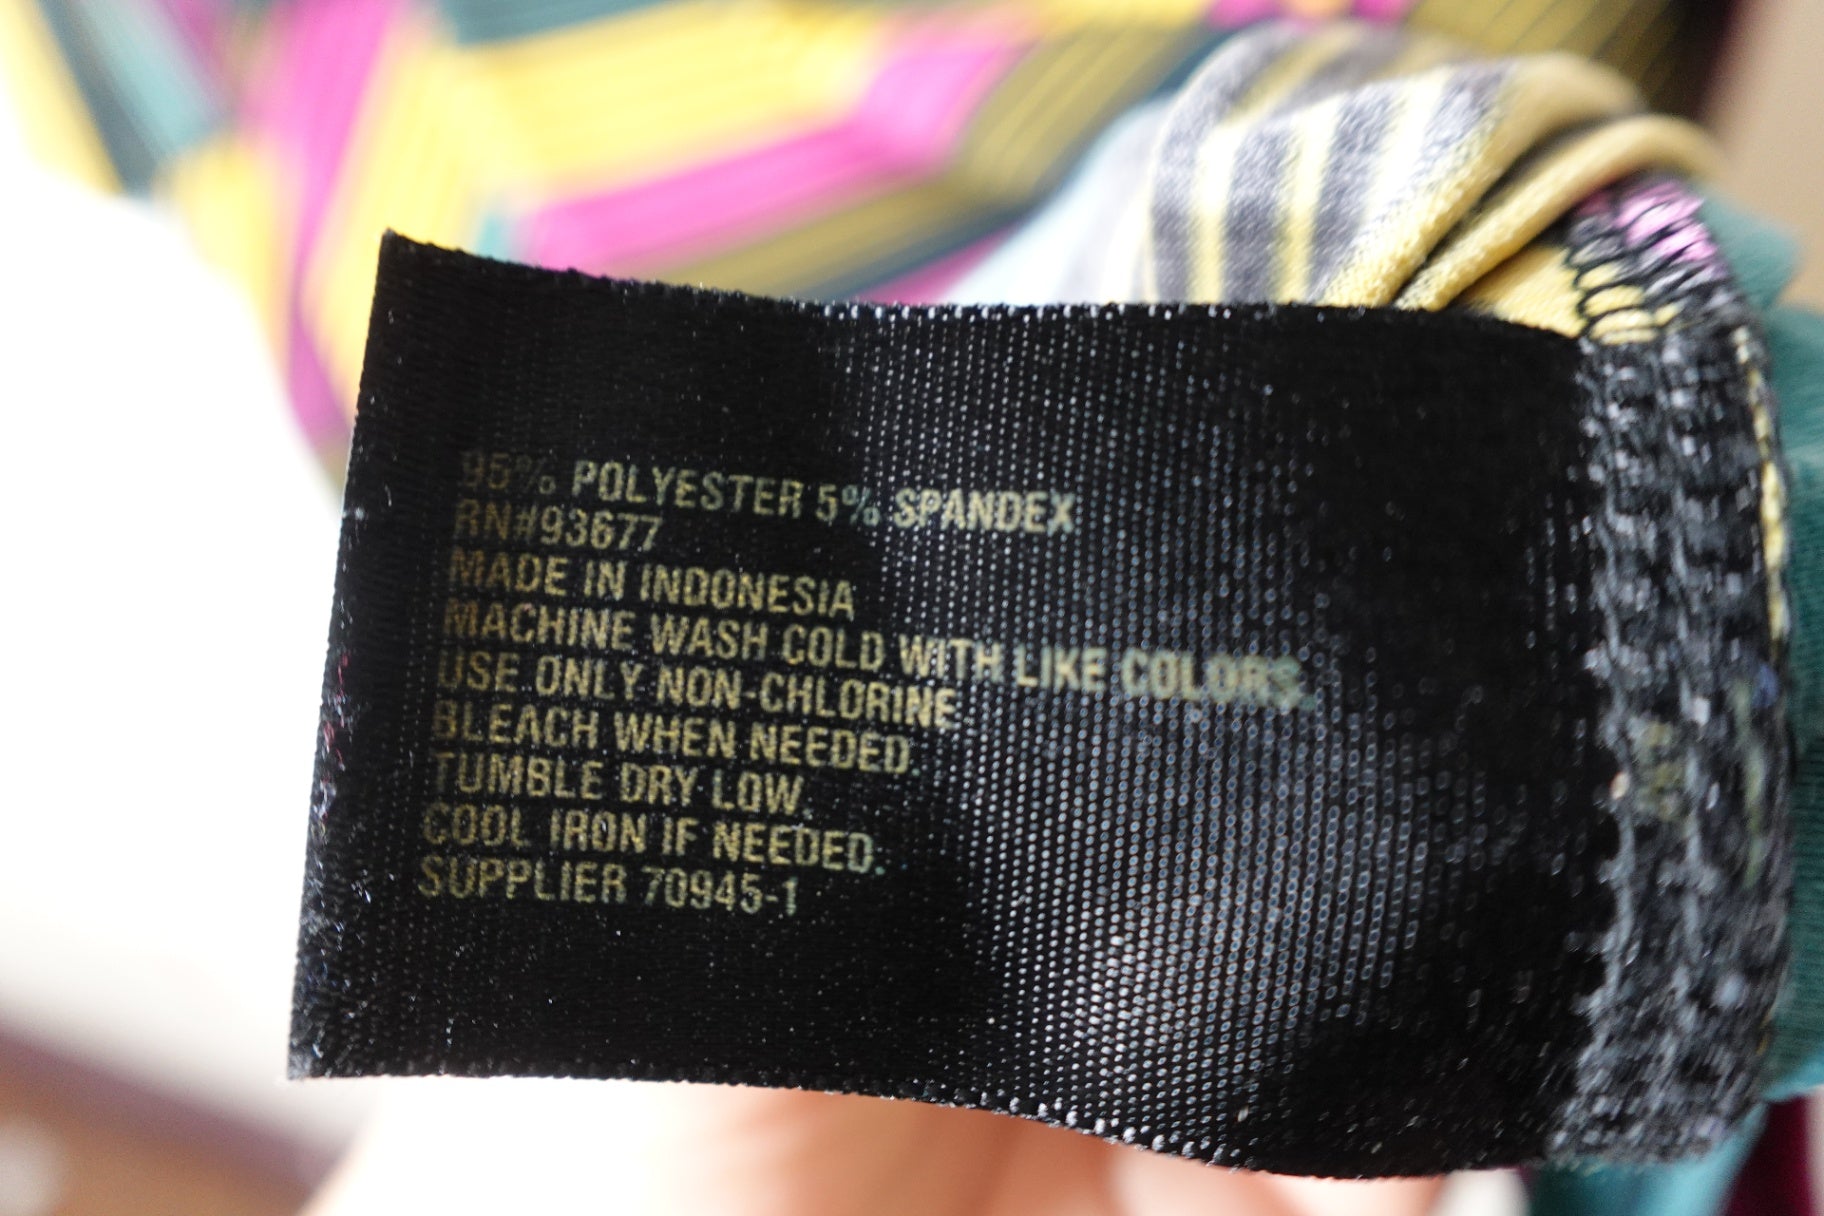 95% POLYESTER 5% SPANDEX
RN#93677
MADE IN INDONESIA
MACHINE WASH COLD WITH LIKE COLORS.
USE ONLY NON-CHLORINE
BLEACH WHEN NEEDED.
TUMBLE DRY LOW.
COOL IRON IF NEEDED.
SUPPLIER 70945-1